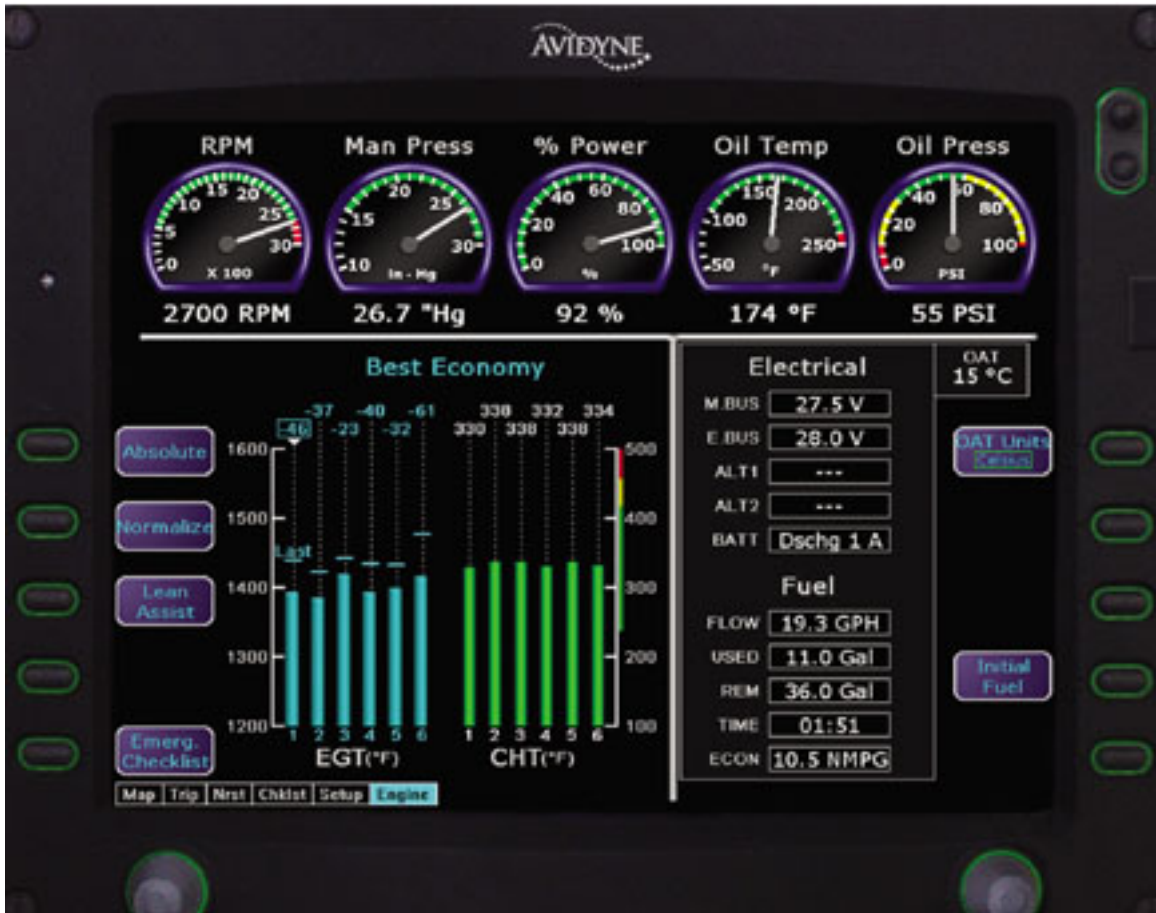 AVIDYNE
RPM Man Press % Power Oil Temp Oil Press
0 5 10 15 20 25 30
X 100
10 15 20 25 30
In - Hg
0 20 40 60 80 100
%
50 100 150 200 250
°F
0 20 40 60 80 100
PSI
2700 RPM 26.7 "Hg 92 % 174 °F 55 PSI
Best Economy
Electrical
OAT
15 °C
M.BUS 27.5 V
E.BUS 28.0 V
ALT1 ---
ALT2 ---
BATT Dschg 1 A
Fuel
FLOW 19.3 GPH
USED 11.0 Gal
REM 36.0 Gal
TIME 01:51
ECON 10.5 NMPG
Absolute
Normalize
Lean
Assist
Emerg.
Checklist
-37 -40 -61
-46 -23 -32
1600
1500
Last
1400
1300
1200
1 2 3 4 5 6
EGT(°F)
338 332 334
330 338 338
500
400
300
200
100
1 2 3 4 5 6
CHT(°F)
OAT Units
Celsius
Initial
Fuel
Map Trip Nrst Chklst Setup Engine